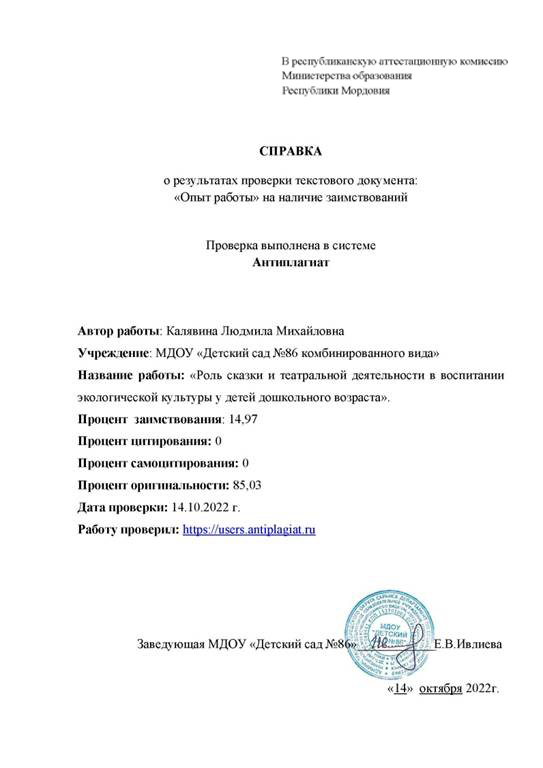 В республиканскую аттестационную комиссию
Министерства образования
Республики Мордовия
СПРАВКА
о результатах проверки текстового документа:
«Опыт работы» на наличие заимствований
Проверка выполнена в системе
Антиплагиат
Автор работы: Калявина Людмила Михайловна
Учреждение: МДОУ «Детский сад №86 комбинированного вида»
Название работы: «Роль сказки и театральной деятельности в воспитании
экологической культуры у детей дошкольного возраста».
Процент заимствования: 14,97
Процент цитирования: 0
Процент самоцитирования: 0
Процент оригинальности: 85,03
Дата проверки: 14.10.2022 г.
Работу проверил: https://users.antiplagiat.ru
МДОУ
"ДЕТСКИЙ
Заведующая МДОУ «Детский сад №86» Е.В.Ивлиева
«14» октября 2022г.